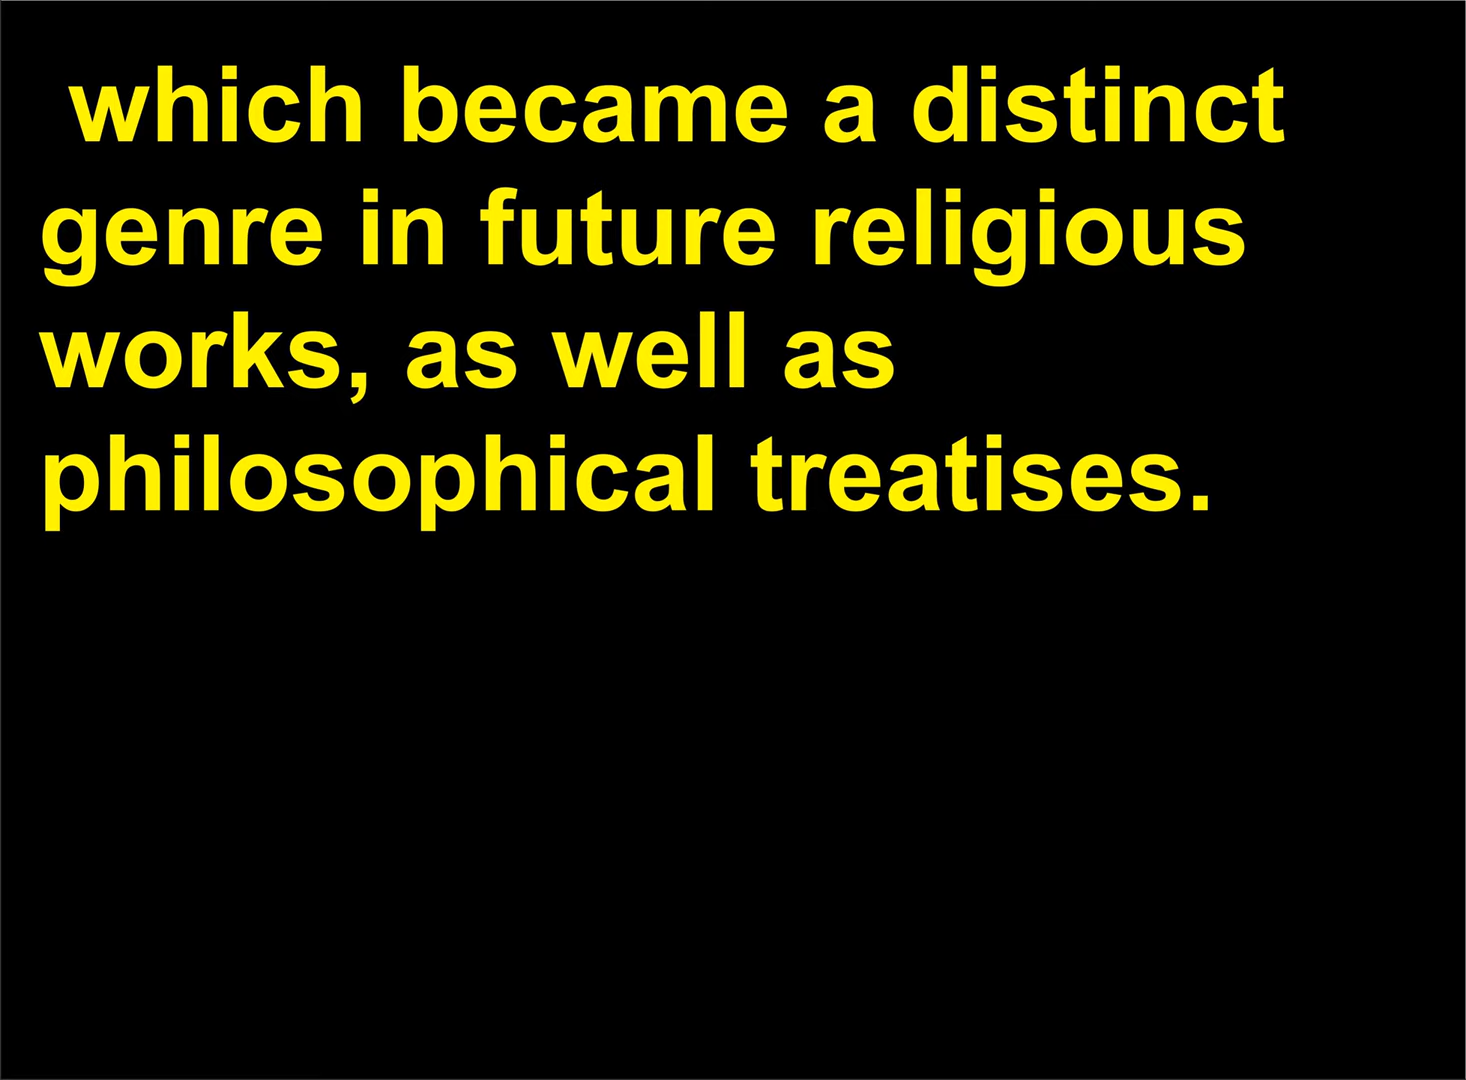 which became a distinct
genre in future religious
works, as well as
philosophical treatises.